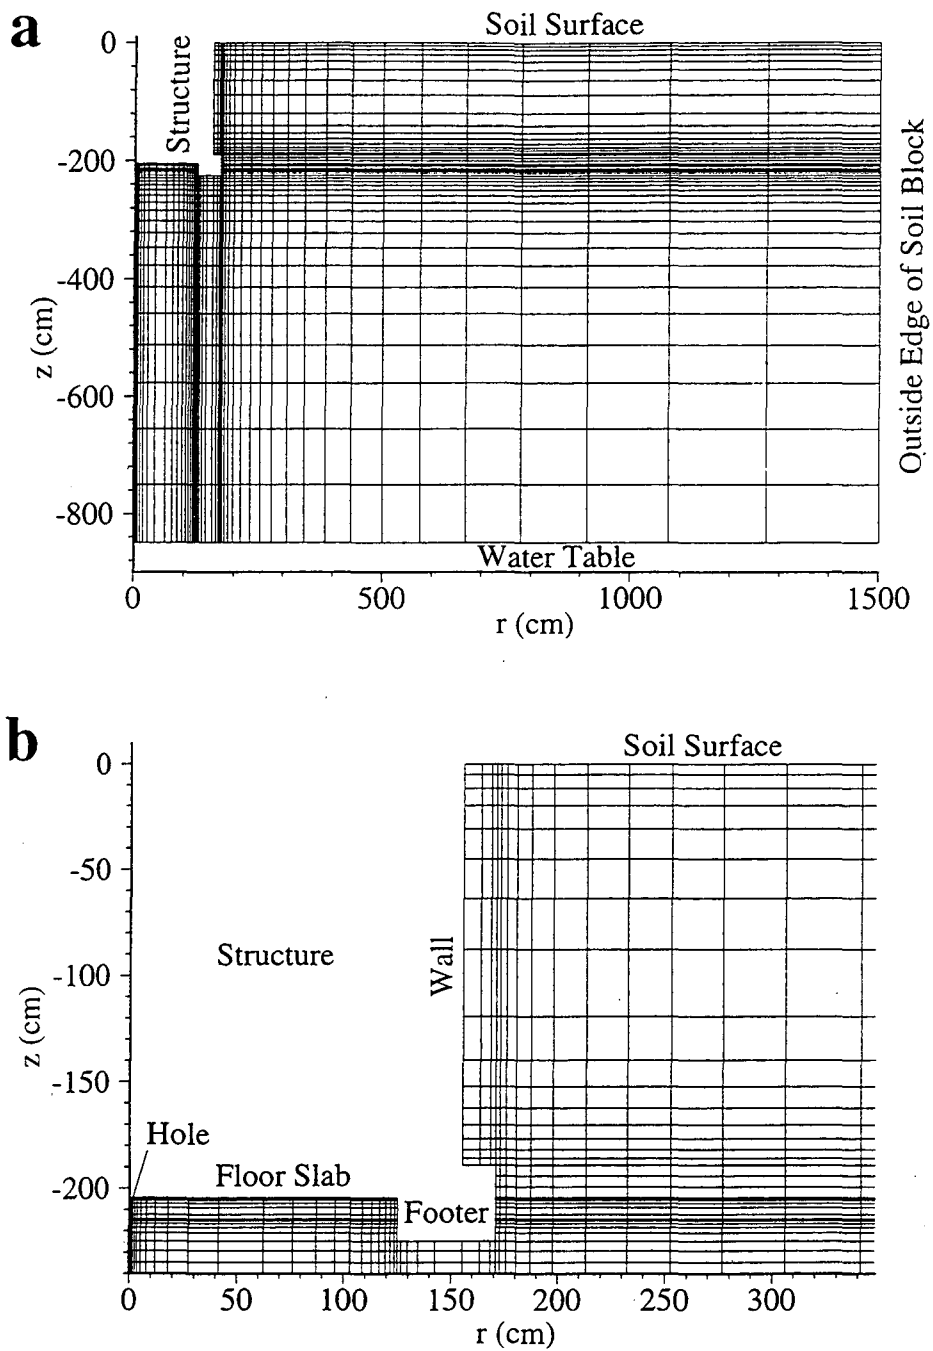 a
Soil Surface
0
-200
-400
-600
-800
z (cm)
Structure
Outside Edge of Soil Block
Water Table
0
500
1000
1500
r (cm)
b
Soil Surface
0
-50
-100
-150
-200
z (cm)
Structure
Wall
Hole
Floor Slab
Footer
0
50
100
150
200
250
300
r (cm)